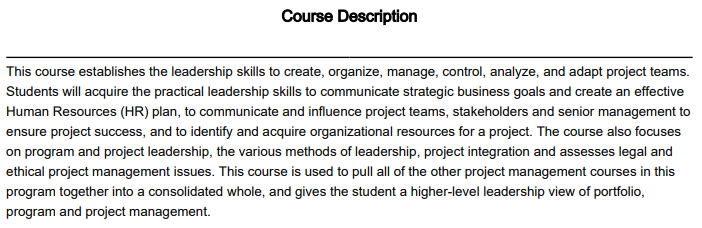 Course Description
This course establishes the leadership skills to create, organize, manage, control, analyze, and adapt project teams.
Students will acquire the practical leadership skills to communicate strategic business goals and create an effective
Human Resources (HR) plan, to communicate and influence project teams, stakeholders and senior management to
ensure project success, and to identify and acquire organizational resources for a project. The course also focuses
on program and project leadership, the various methods of leadership, project integration and assesses legal and
ethical project management issues. This course is used to pull all of the other project management courses in this
program together into a consolidated whole, and gives the student a higher-level leadership view of portfolio,
program and project management.